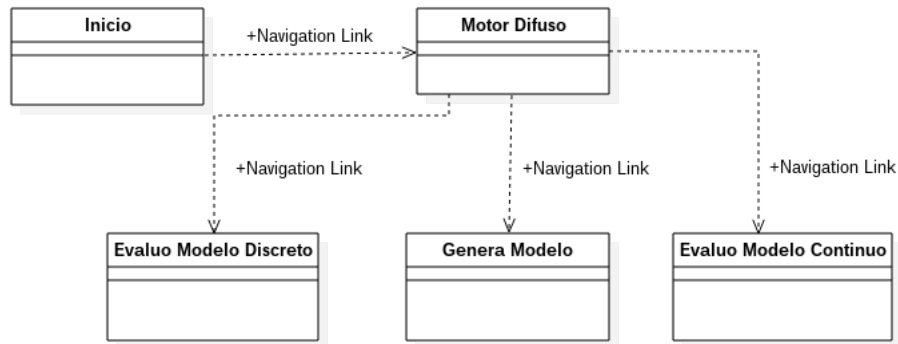 Inicio
+Navigation Link
Motor Difuso
+Navigation Link
+Navigation Link
+Navigation Link
Evaluo Modelo Discreto
Genera Modelo
Evaluo Modelo Continuo